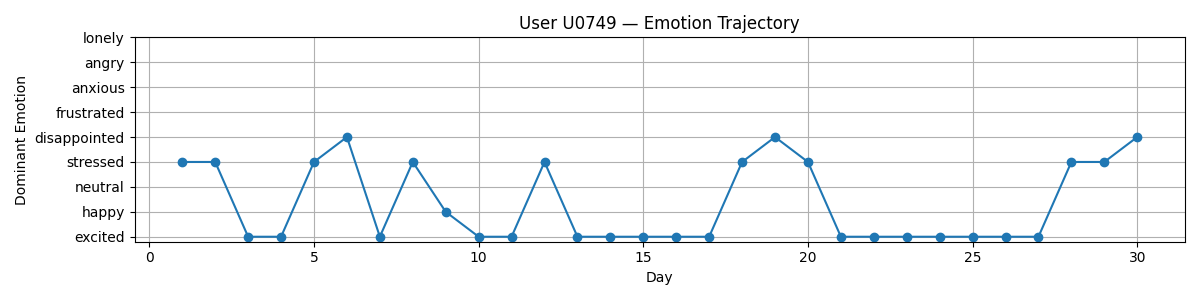 User U0749 — Emotion Trajectory
Dominant Emotion
lonely
angry
anxious
frustrated
disappointed
stressed
neutral
happy
excited
0 5 10 15 20 25 30
Day